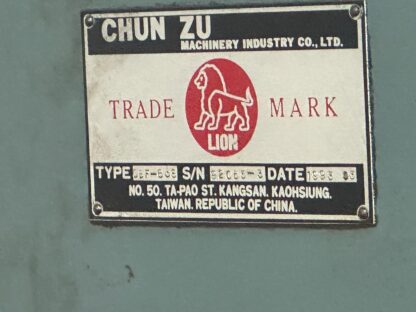 CHUN ZU
MACHINERY INDUSTRY CO., LTD.
TRADE MARK
LION
TYPE S/N DATE 1993
NO. 50. TA-PAO ST. KANGSAN. KAOHSIUNG.
TAIWAN. REPUBLIC OF CHINA.